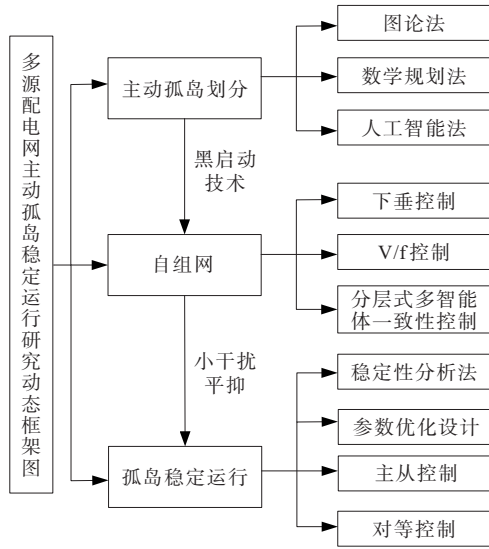 多源配电网主动孤岛稳定运行研究动态框架图
主动孤岛划分
图论法
数学规划法
人工智能法
黑启动
技术
自组网
下垂控制
V/f控制
分层式多智能
体一致性控制
小干扰
平抑
孤岛稳定运行
稳定性分析法
参数优化设计
主从控制
对等控制